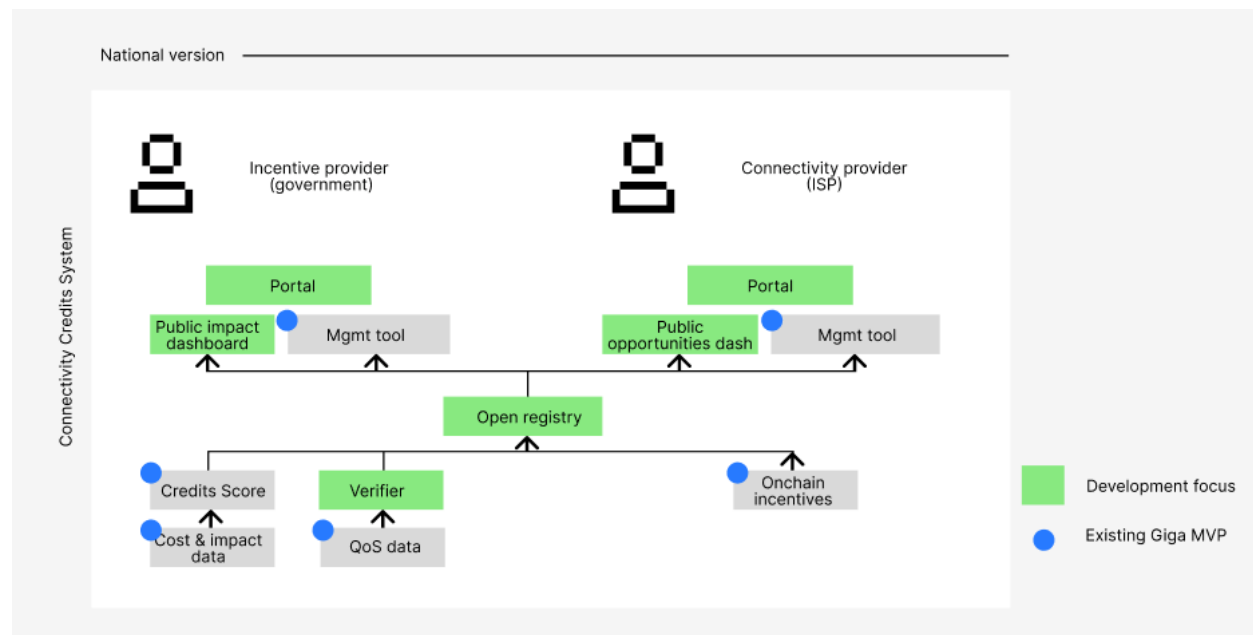 National version
Connectivity Credits System
Incentive provider
(government)
Connectivity provider
(ISP)
Portal
Portal
Public impact
dashboard
Mgmt tool
Public
opportunities dash
Mgmt tool
Open registry
Credits Score
Verifier
Onchain
incentives
Cost & impact
data
QoS data
Development focus
Existing Giga MVP